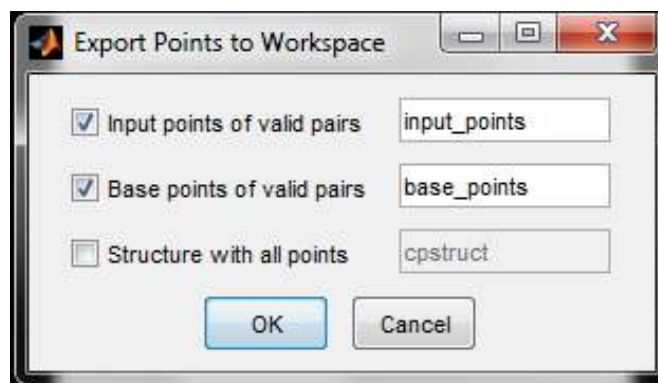 Export Points to Workspace
Input points of valid pairs input_points
Base points of valid pairs base_points
Structure with all points cpstruct
OK Cancel